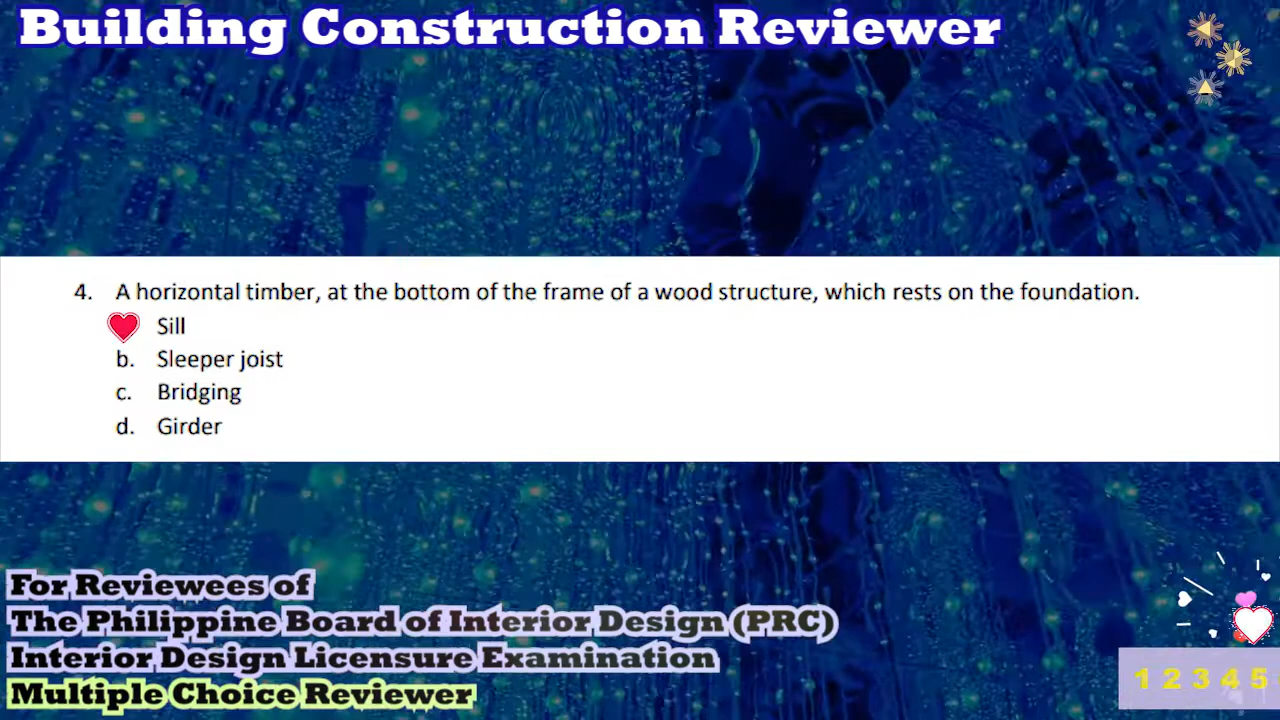 Building Construction Reviewer
4. A horizontal timber, at the bottom of the frame of a wood structure, which rests on the foundation.
Sill
b. Sleeper joist
c. Bridging
d. Girder
For Reviewees of
The Philippine Board of Interior Design (PRC)
Interior Design Licensure Examination
Multiple Choice Reviewer
1 2 3 4 5